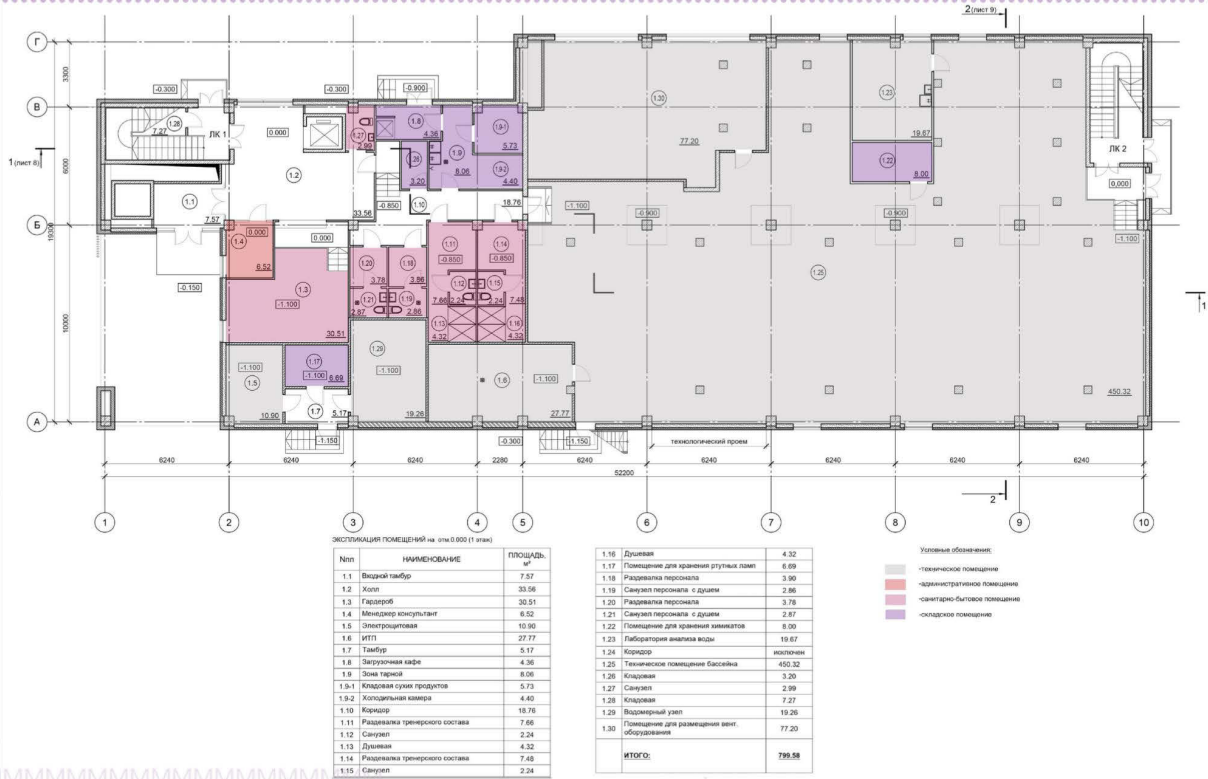 2 (лист 9)
Г
3300
-0.300
-0.300
-0.900
1.30
1.23
В
1.28
7.27
ЛК 1
0.000
1.27
2.99
1.8
4.36
1.9-1
5.73
77.20
19.67
ЛК 2
1 (лист 8)
6000
1.2
1.26
3.20
1.9
8.06
1.9-2
4.40
1.22
8.00
0,000
1.1
7.57
33.56
-0.850
1.10
18.76
-1.100
-0.900
-0.900
Б
19300
0.000
1.4
6.52
0.000
1.11
-0.850
1.14
-0.850
-1.100
1.20
3.78
1.18
3.86
1.25
-0.150
1.3
-1.100
30.51
1.21
2.87
1.19
2.86
1.12
7.66
2.24
1.15
2.24
7.48
1
10000
1.13
4.32
1.16
4.32
1.17
-1.100
6.69
1.29
-1.100
19.26
-1.100
1.5
10.90
1.7
5.17
1.6
-1.100
27.77
450.32
А
-1.150
-0.300
-1.150
технологический проем
6240
6240
6240
2280
6240
6240
6240
6240
6240
52200
2
1
2
3
4
5
6
7
8
9
10
ЭКСПЛИКАЦИЯ ПОМЕЩЕНИЙ на отм.0.000 (1 этаж)
Nпп НАИМЕНОВАНИЕ ПЛОЩАДЬ, м²
1.1 Входной тамбур 7.57
1.2 Холл 33.56
1.3 Гардероб 30.51
1.4 Менеджер консультант 6.52
1.5 Электрощитовая 10.90
1.6 ИТП 27.77
1.7 Тамбур 5.17
1.8 Загрузочная кафе 4.36
1.9 Зона тарной 8.06
1.9-1 Кладовая сухих продуктов 5.73
1.9-2 Холодильная камера 4.40
1.10 Коридор 18.76
1.11 Раздевалка тренерского состава 7.66
1.12 Санузел 2.24
1.13 Душевая 4.32
1.14 Раздевалка тренерского состава 7.48
1.15 Санузел 2.24
1.16 Душевая 4.32
1.17 Помещение для хранения ртутных ламп 6.69
1.18 Раздевалка персонала 3.90
1.19 Санузел персонала с душем 2.86
1.20 Раздевалка персонала 3.78
1.21 Санузел персонала с душем 2.87
1.22 Помещение для хранения химикатов 8.00
1.23 Лаборатория анализа воды 19.67
1.24 Коридор исключен
1.25 Техническое помещение бассейна 450.32
1.26 Кладовая 3.20
1.27 Санузел 2.99
1.28 Кладовая 7.27
1.29 Водомерный узел 19.26
1.30 Помещение для размещения вент. оборудования 77.20
ИТОГО: 799.58
Условные обозначения:
-техническое помещение
-административное помещение
-санитарно-бытовое помещение
-складское помещение